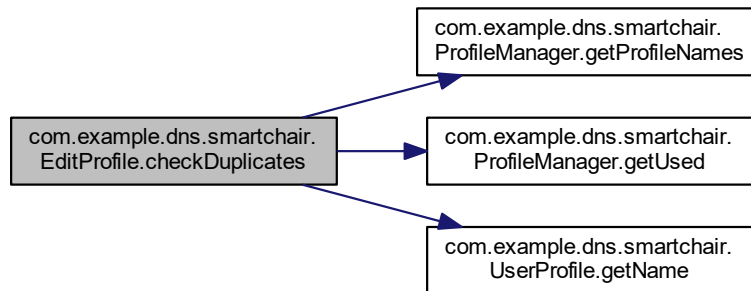 com.example.dns.smartchair.
ProfileManager.getProfileNames
com.example.dns.smartchair.
EditProfile.checkDuplicates
com.example.dns.smartchair.
ProfileManager.getUsed
com.example.dns.smartchair.
UserProfile.getName